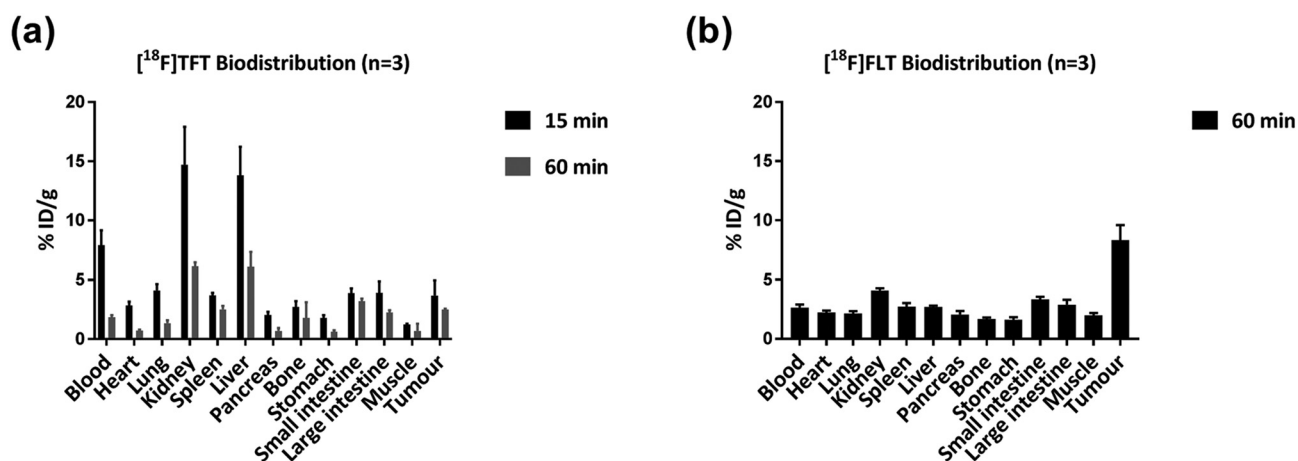 (a)
[¹⁸F]TFT Biodistribution (n=3)
20
15
10
5
0
% ID/g
15 min
60 min
Blood
Heart
Lung
Kidney
Spleen
Liver
Pancreas
Bone
Stomach
Small intestine
Large intestine
Muscle
Tumour
(b)
[¹⁸F]FLT Biodistribution (n=3)
20
15
10
5
0
% ID/g
60 min
Blood
Heart
Lung
Kidney
Spleen
Liver
Pancreas
Bone
Stomach
Small intestine
Large intestine
Muscle
Tumour